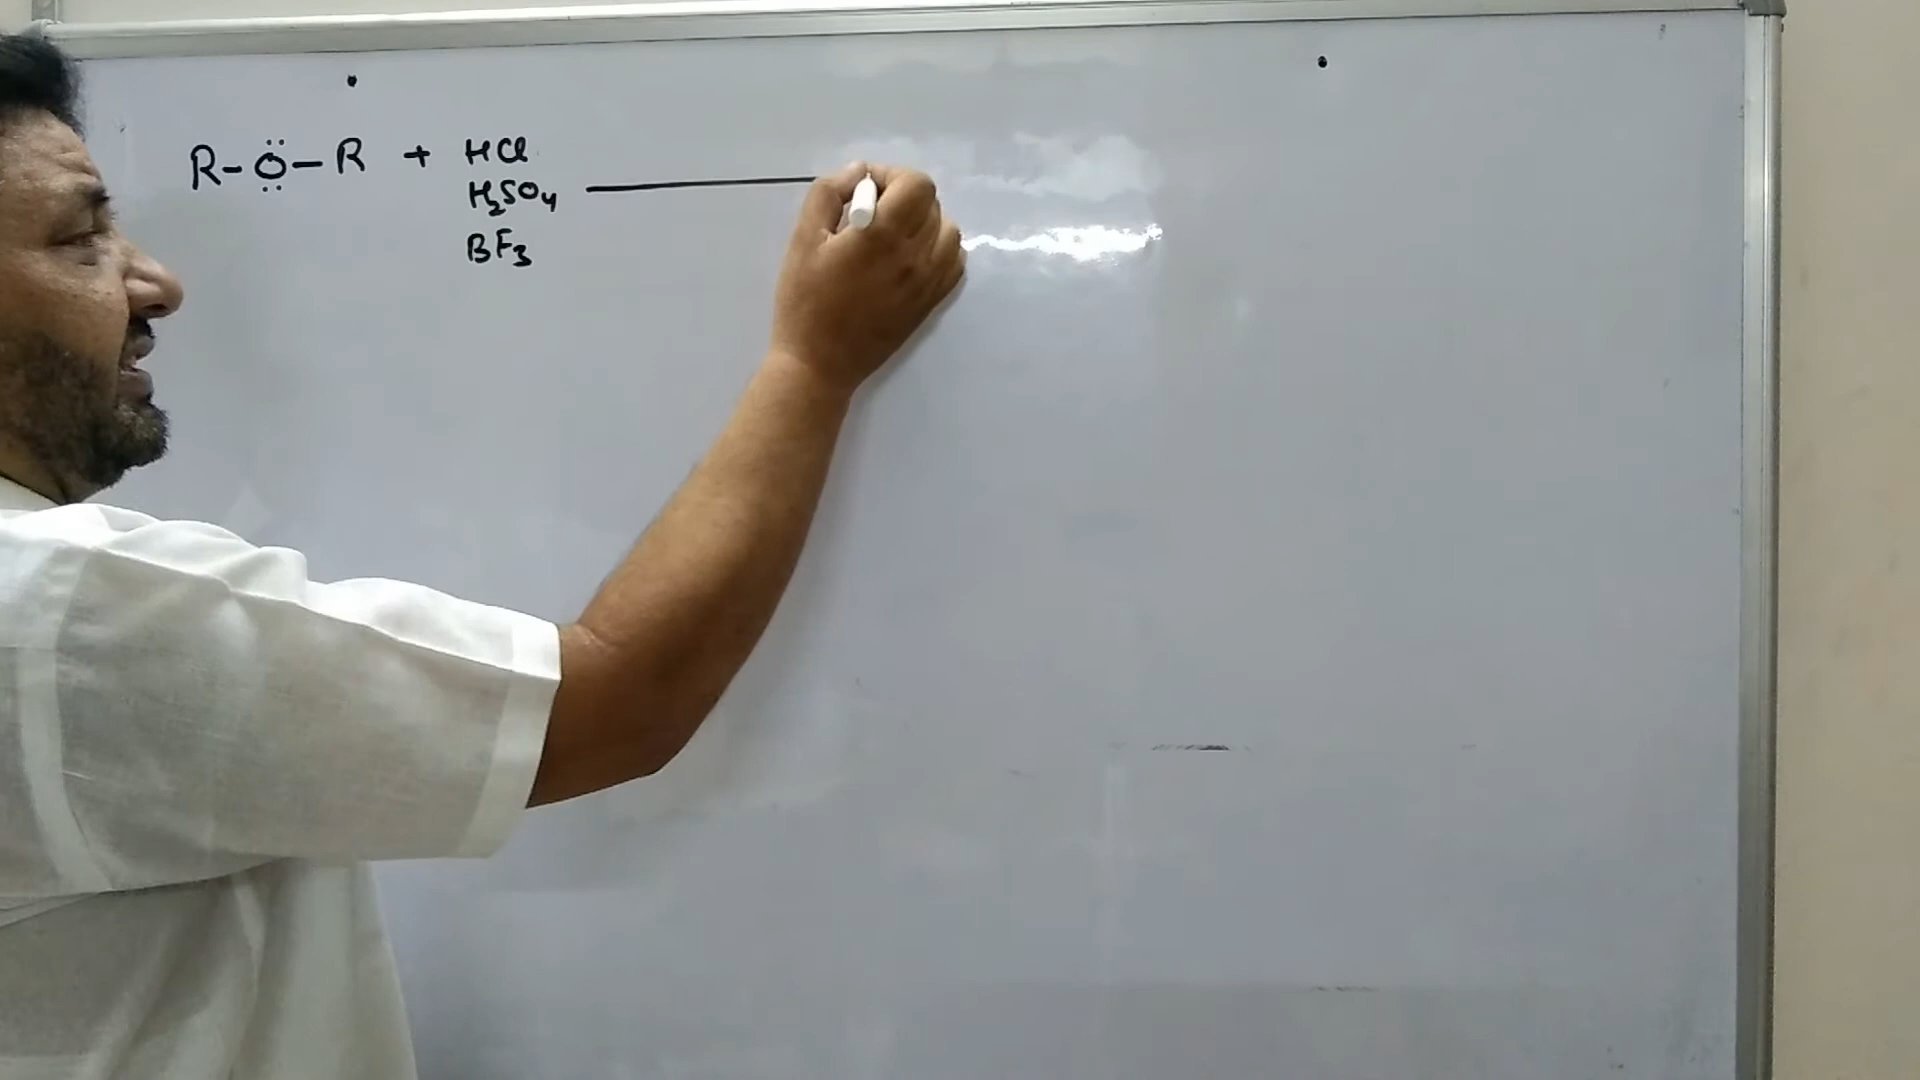 R-Ö-R + HCl
H₂SO₄
BF₃